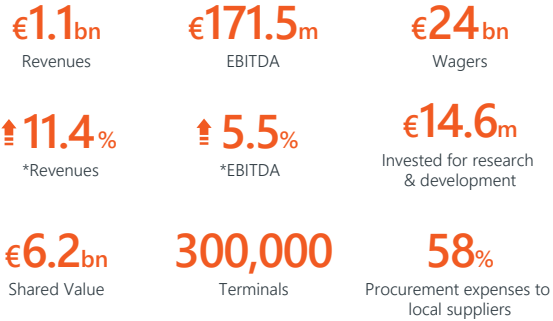 €1.1bn
Revenues
€171.5m
EBITDA
€24bn
Wagers
11.4%
*Revenues
5.5%
*EBITDA
€14.6m
Invested for research
& development
€6.2bn
Shared Value
300,000
Terminals
58%
Procurement expenses to
local suppliers